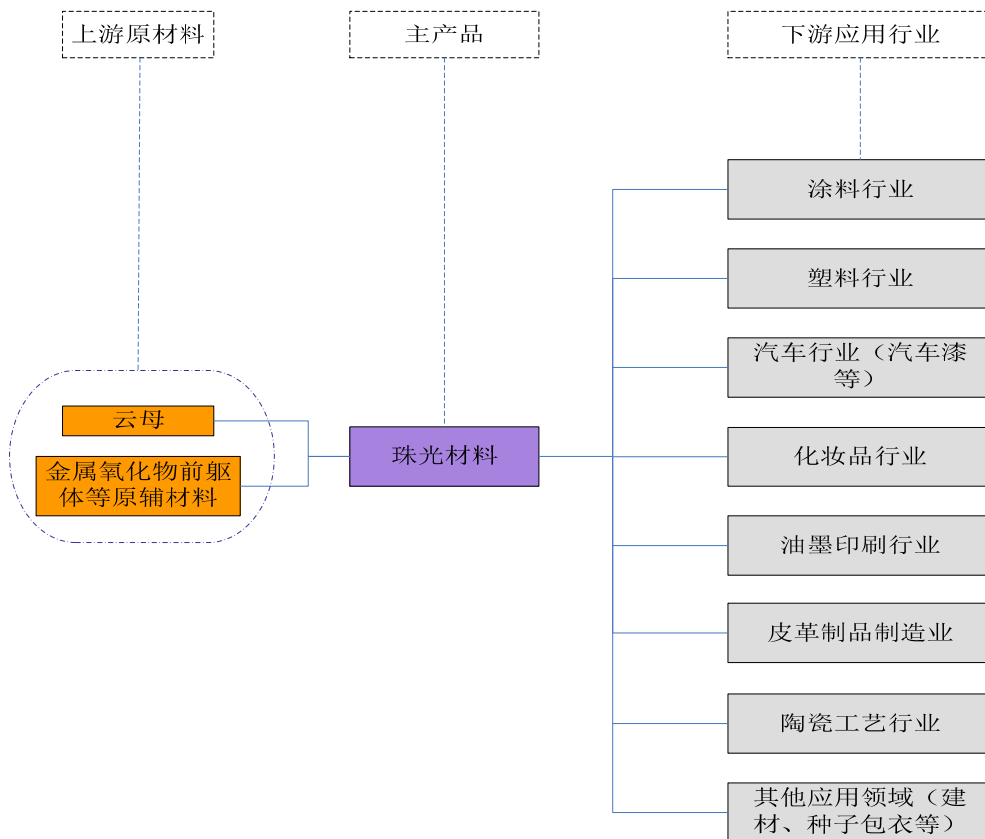 上游原材料
主产品
下游应用行业
涂料行业
塑料行业
汽车行业（汽车漆
等）
云母
金属氧化物前躯
体等原辅材料
珠光材料
化妆品行业
油墨印刷行业
皮革制品制造业
陶瓷工艺行业
其他应用领域（建
材、种子包衣等）